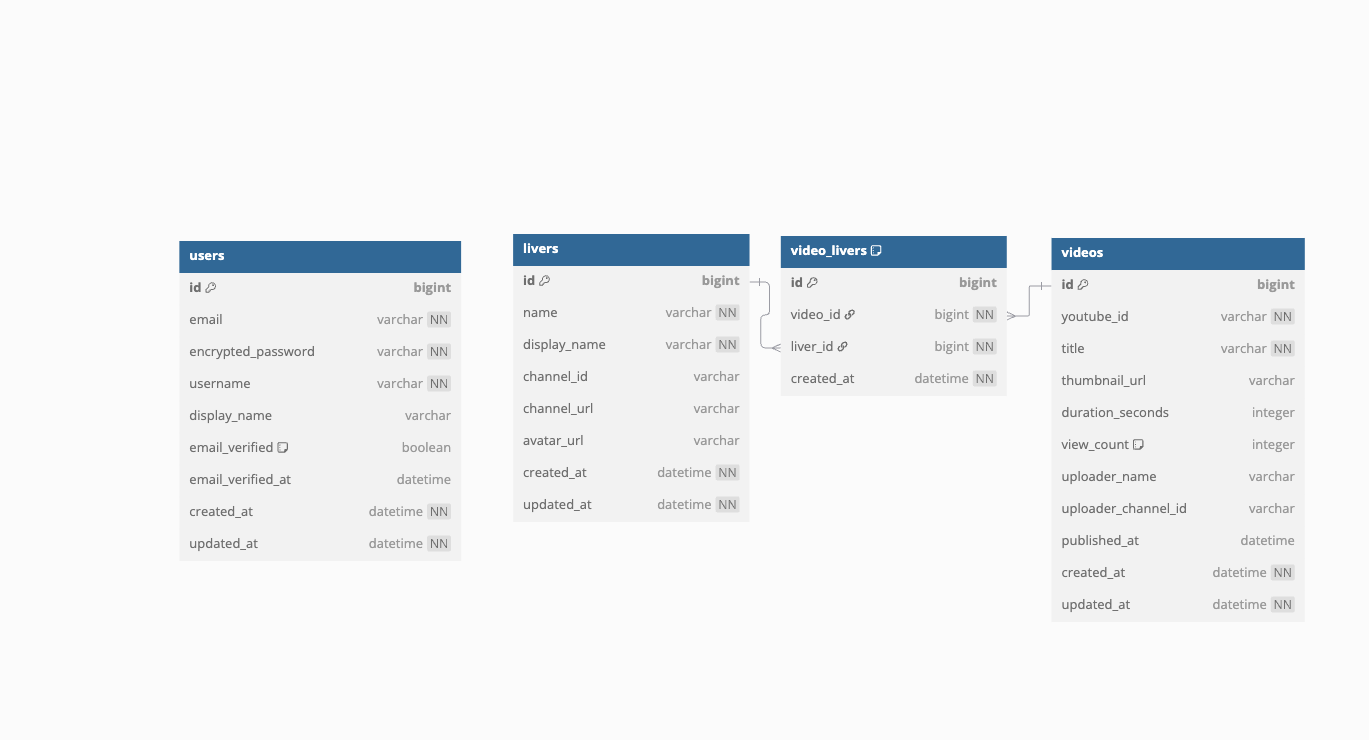 users
id bigint
email varchar NN
encrypted_password varchar NN
username varchar NN
display_name varchar
email_verified boolean
email_verified_at datetime
created_at datetime NN
updated_at datetime NN
livers
id bigint
name varchar NN
display_name varchar NN
channel_id varchar
channel_url varchar
avatar_url varchar
created_at datetime NN
updated_at datetime NN
video_livers
id bigint
video_id bigint NN
liver_id bigint NN
created_at datetime NN
videos
id bigint
youtube_id varchar NN
title varchar NN
thumbnail_url varchar
duration_seconds integer
view_count integer
uploader_name varchar
uploader_channel_id varchar
published_at datetime
created_at datetime NN
updated_at datetime NN